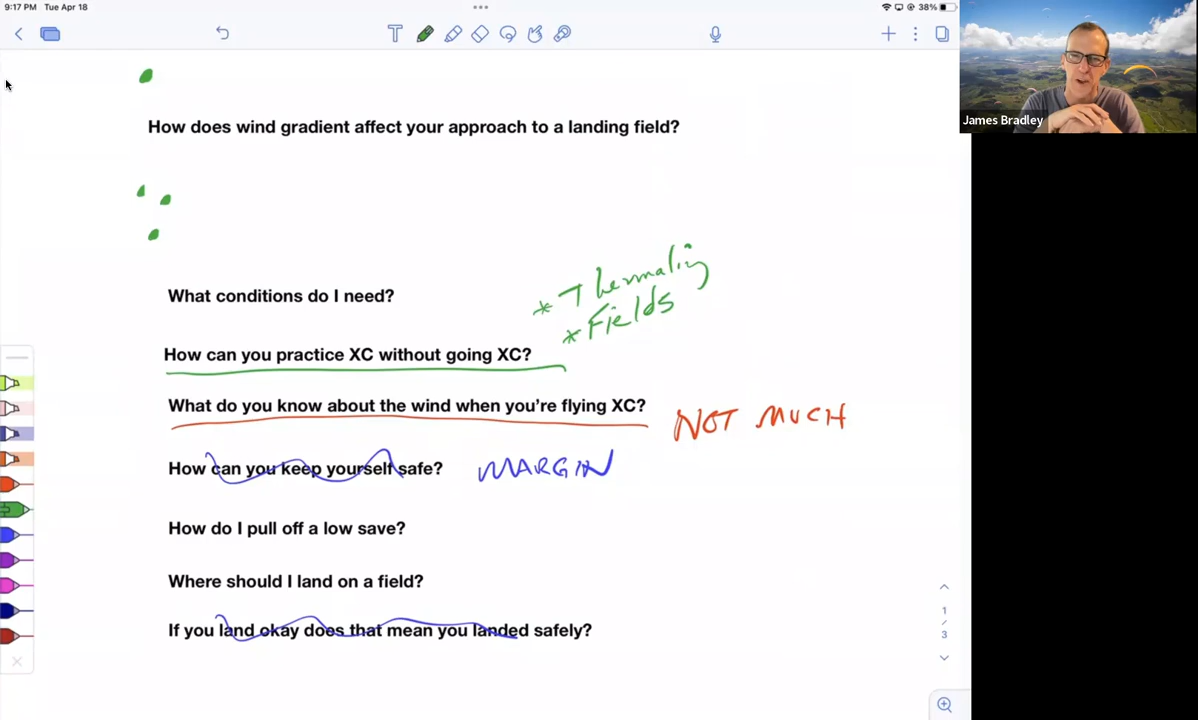 9:17 PM Tue Apr 18
38%
T
James Bradley
How does wind gradient affect your approach to a landing field?
* Thermaling
* Fields
What conditions do I need?
How can you practice XC without going XC?
What do you know about the wind when you're flying XC?
NOT MUCH
How can you keep yourself safe?
MARGIN
How do I pull off a low save?
Where should I land on a field?
1
/
3
If you land okay does that mean you landed safely?